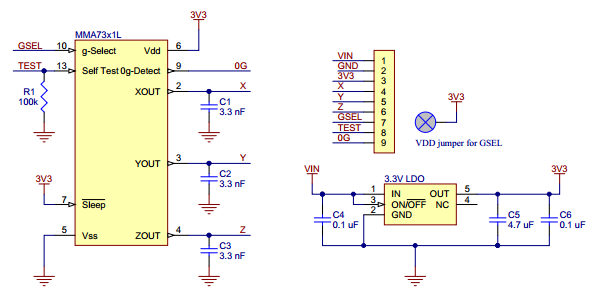 3V3
MMA73x1L
GSEL 10 g-Select Vdd 6
TEST 13 Self Test 0g-Detect 9 0G
R1
100k
XOUT 2 X
C1
3.3 nF
YOUT 3 Y
C2
3.3 nF
3V3
7 Sleep
5 Vss ZOUT 4 Z
C3
3.3 nF
VIN 1
GND 2
3V3 3
X 4
Y 5
Z 6
GSEL 7
TEST 8
0G 9
3V3
VDD jumper for GSEL
VIN 3.3V LDO 3V3
1 IN OUT 5
3 ON/OFF NC 4
2 GND
C4
0.1 uF
C5
4.7 uF
C6
0.1 uF